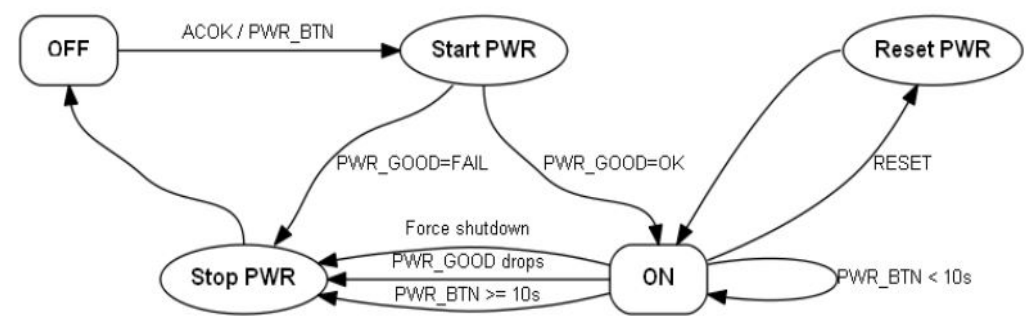 OFF
ACOK / PWR_BTN
Start PWR
Reset PWR
PWR_GOOD=FAIL
PWR_GOOD=OK
RESET
Force shutdown
PWR_GOOD drops
PWR_BTN >= 10s
Stop PWR
ON
PWR_BTN < 10s